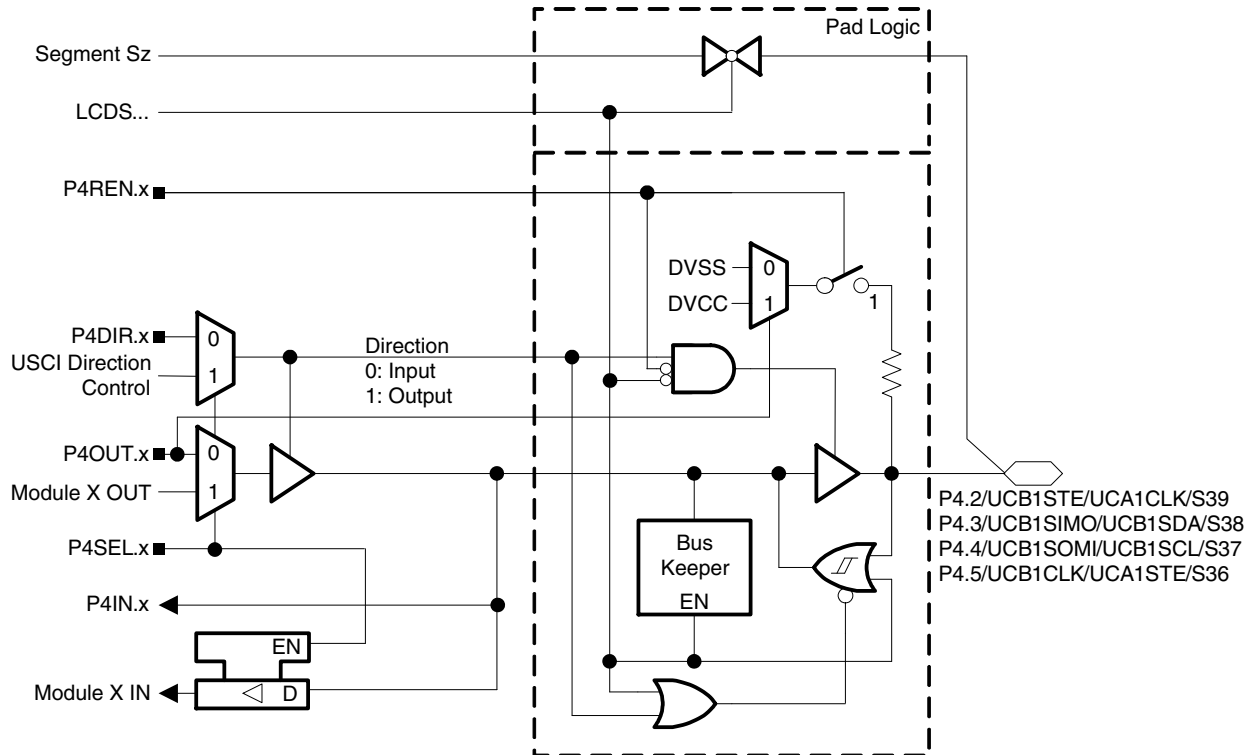 Pad Logic
Segment Sz
LCDS...
P4REN.x
DVSS
0
DVCC
1
1
P4DIR.x
0
USCI Direction
Control
1
Direction
0: Input
1: Output
P4OUT.x
0
Module X OUT
1
P4SEL.x
P4.2/UCB1STE/UCA1CLK/S39
P4.3/UCB1SIMO/UCB1SDA/S38
P4.4/UCB1SOMI/UCB1SCL/S37
P4.5/UCB1CLK/UCA1STE/S36
Bus
Keeper
EN
P4IN.x
EN
Module X IN
D